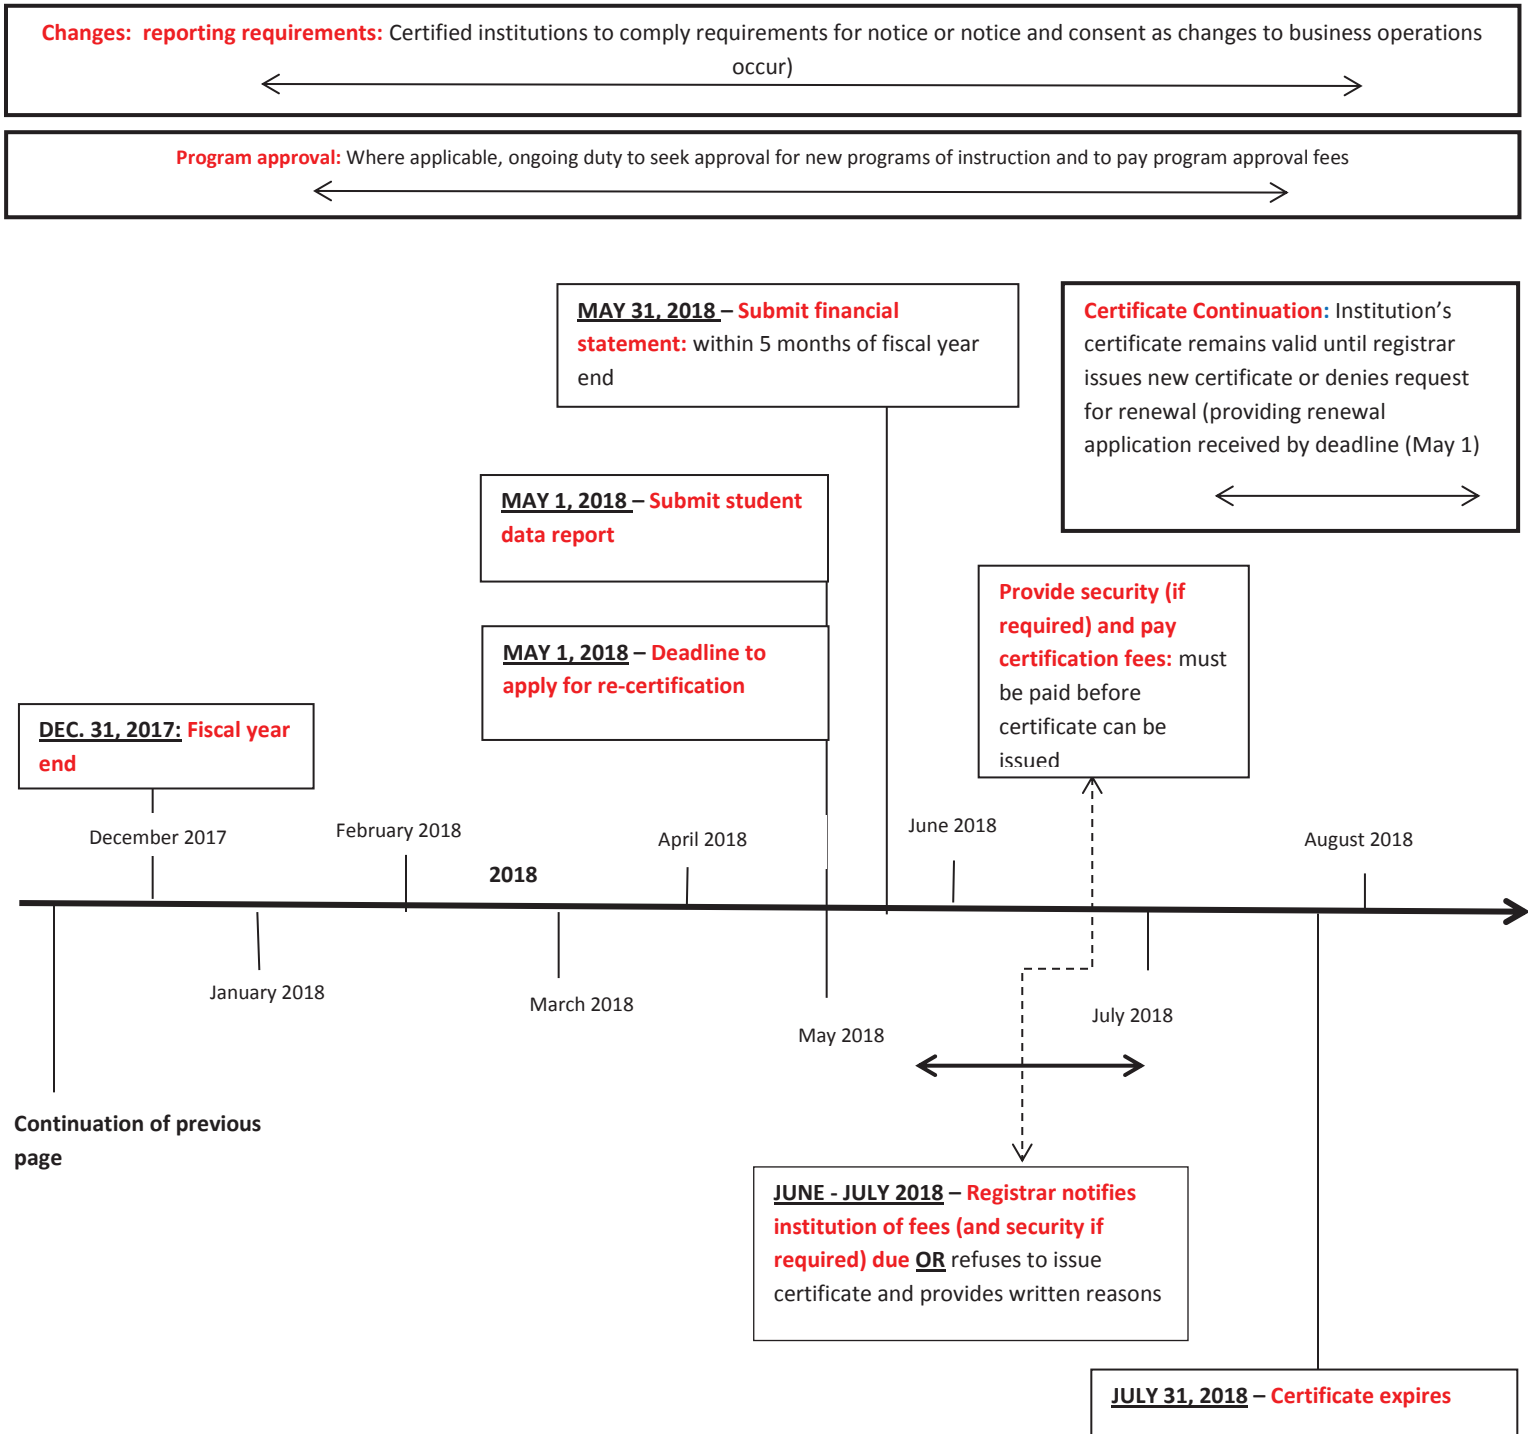 Changes:  reporting requirements: Certified institutions to comply requirements for notice or notice and consent as changes to business operations
occur)
Program approval: Where applicable, ongoing duty to seek approval for new programs of instruction and to pay program approval fees
MAY 31, 2018 – Submit financial
statement: within 5 months of fiscal year
end
Certificate Continuation: Institution’s
certificate remains valid until registrar
issues new certificate or denies request
for renewal (providing renewal
application received by deadline (May 1)
MAY 1, 2018 – Submit student
data report
Provide security (if
required) and pay
certification fees: must
be paid before
certificate can be
issued
MAY 1, 2018 – Deadline to
apply for re-certification
DEC. 31, 2017: Fiscal year
end
December 2017
February 2018
April 2018
June 2018
August 2018
2018
January 2018
March 2018
May 2018
July 2018
Continuation of previous
page
JUNE - JULY 2018 – Registrar notifies
institution of fees (and security if
required) due OR refuses to issue
certificate and provides written reasons
JULY 31, 2018 – Certificate expires